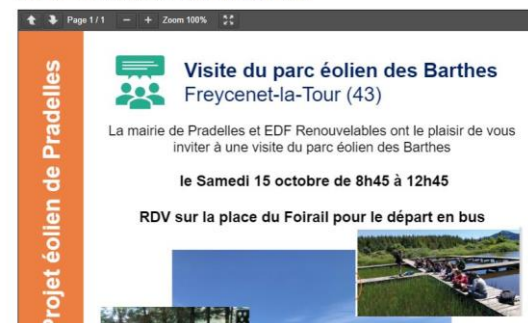 Page 1 / 1 − + Zoom 100%
Projet éolien de Pradelles
Visite du parc éolien des Barthes
Freycenet-la-Tour (43)
La mairie de Pradelles et EDF Renouvelables ont le plaisir de vous
inviter à une visite du parc éolien des Barthes
le Samedi 15 octobre de 8h45 à 12h45
RDV sur la place du Foirail pour le départ en bus